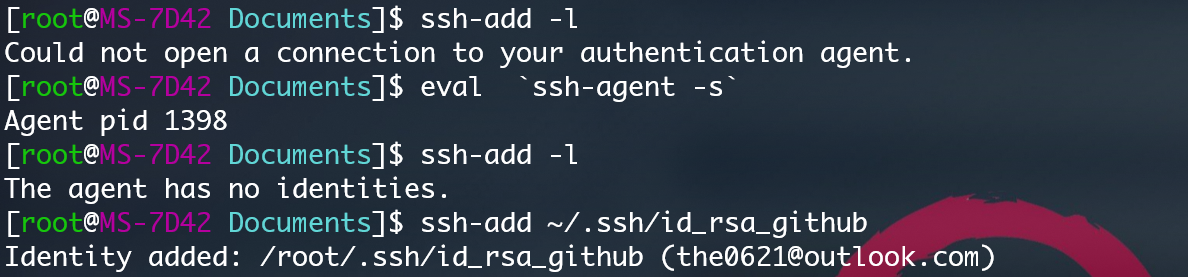 [root@MS-7D42 Documents]$ ssh-add -l
Could not open a connection to your authentication agent.
[root@MS-7D42 Documents]$ eval  `ssh-agent -s`
Agent pid 1398
[root@MS-7D42 Documents]$ ssh-add -l
The agent has no identities.
[root@MS-7D42 Documents]$ ssh-add ~/.ssh/id_rsa_github
Identity added: /root/.ssh/id_rsa_github (the0621@outlook.com)